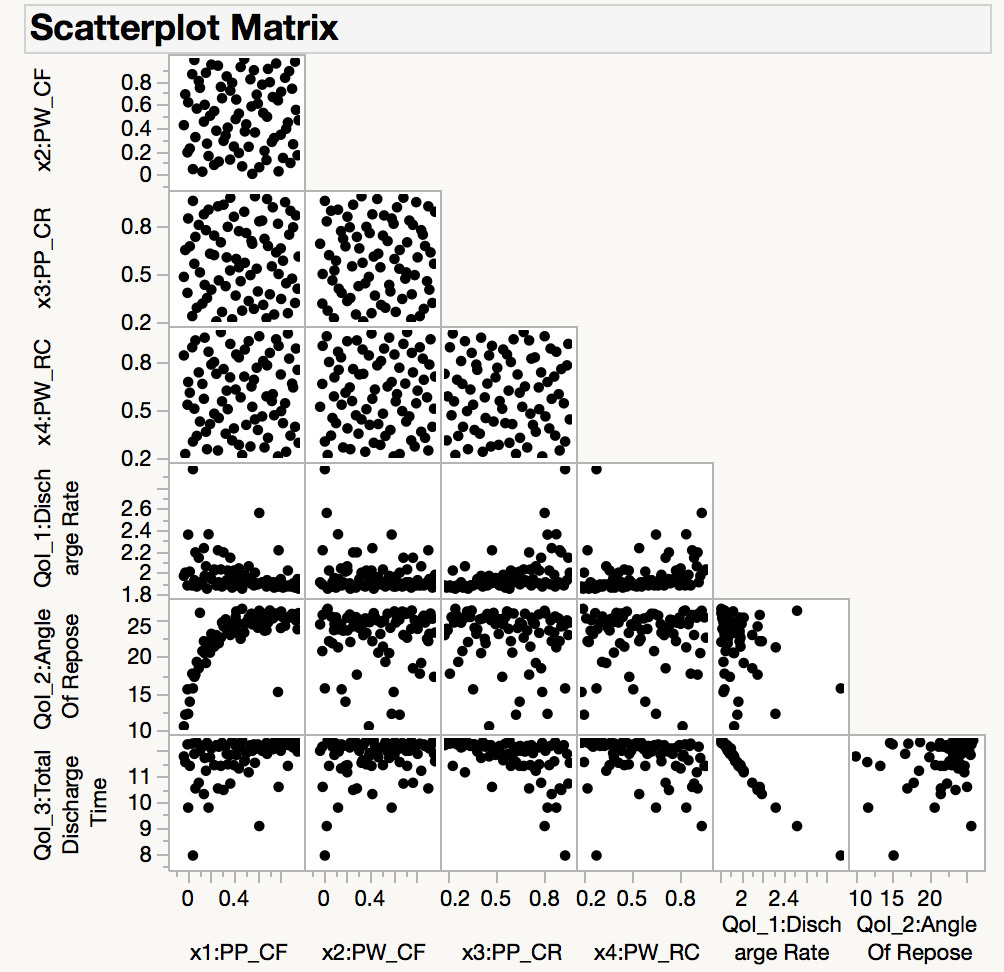 Scatterplot Matrix
x2:PW_CF
0.8
0.6
0.4
0.2
0
x3:PP_CR
0.8
0.5
0.2
x4:PW_RC
0.8
0.5
0.2
QoI_1:Disch
arge Rate
2.6
2.4
2.2
2
1.8
QoI_2:Angle
Of Repose
25
20
15
10
QoI_3:Total
Discharge
Time
11
10
9
8
0 0.4 0 0.4 0.2 0.5 0.8 0.2 0.5 0.8 2 2.4 10 15 20
x1:PP_CF x2:PW_CF x3:PP_CR x4:PW_RC
QoI_1:Disch
arge Rate
QoI_2:Angle
Of Repose